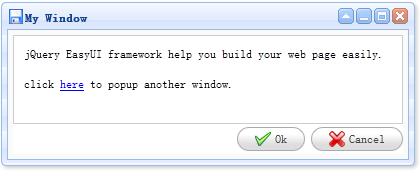 My Window
jQuery EasyUI framework help you build your web page easily.
click here to popup another window.
Ok Cancel